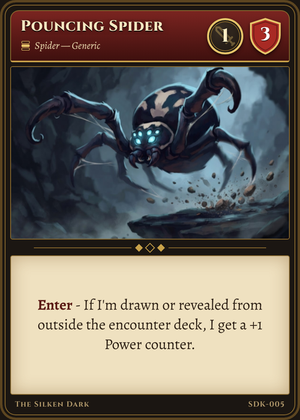 Pouncing Spider
1
3
Spider — Generic
Enter - If I'm drawn or revealed from
outside the encounter deck, I get a +1
Power counter.
The Silken Dark
SDK-005